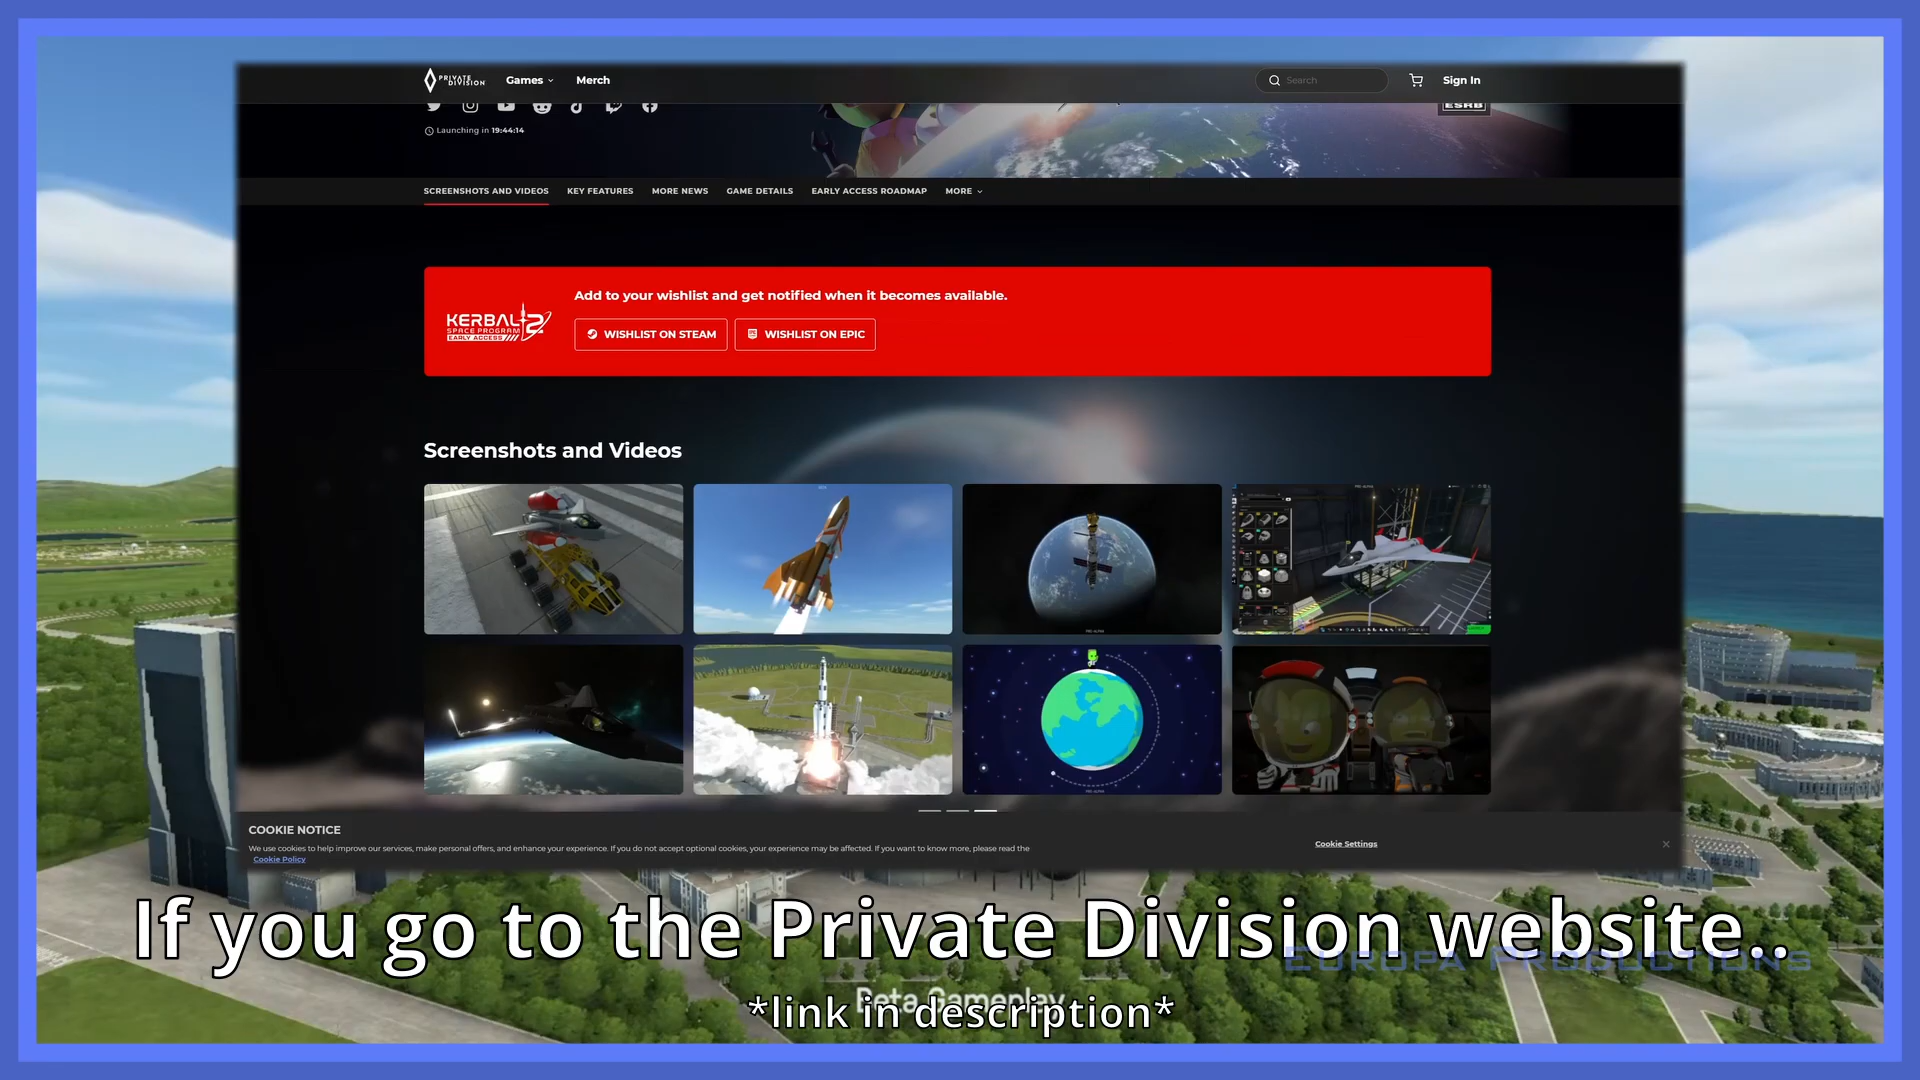 PRIVATE DIVISION
Games
Merch
Search
Sign In
ESRB
Launching in 19:44:14
SCREENSHOTS AND VIDEOS
KEY FEATURES
MORE NEWS
GAME DETAILS
EARLY ACCESS ROADMAP
MORE
Add to your wishlist and get notified when it becomes available.
KERBAL 2
SPACE PROGRAM
EARLY ACCESS
WISHLIST ON STEAM
WISHLIST ON EPIC
Screenshots and Videos
COOKIE NOTICE
We use cookies to help improve our services, make personal offers, and enhance your experience. If you do not accept optional cookies, your experience may be affected. If you want to know more, please read the
Cookie Policy
Cookie Settings
If you go to the Private Division website..
Europa Productions
Beta Gameplay
*link in description*